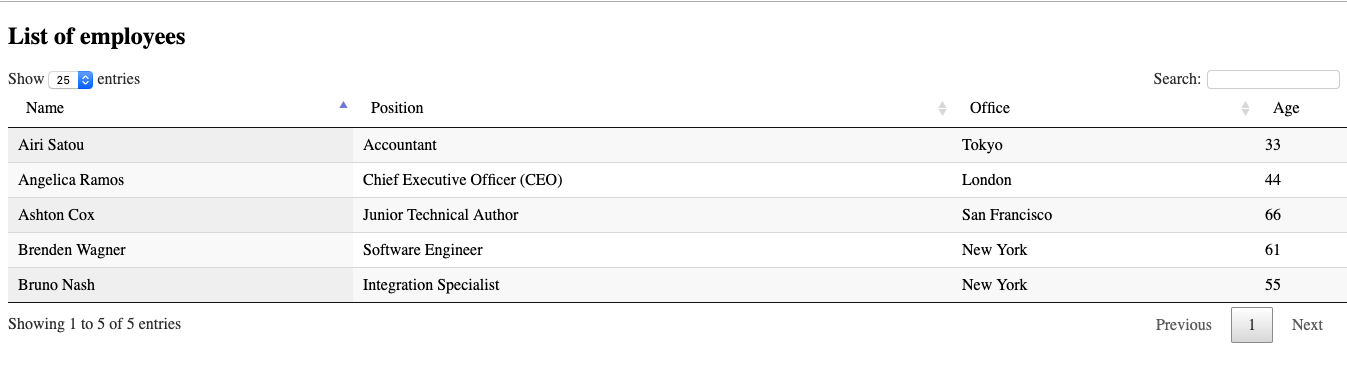 List of employees
Show 25 entries Search:
Name Position Office Age
Airi Satou Accountant Tokyo 33
Angelica Ramos Chief Executive Officer (CEO) London 44
Ashton Cox Junior Technical Author San Francisco 66
Brenden Wagner Software Engineer New York 61
Bruno Nash Integration Specialist New York 55
Showing 1 to 5 of 5 entries Previous 1 Next